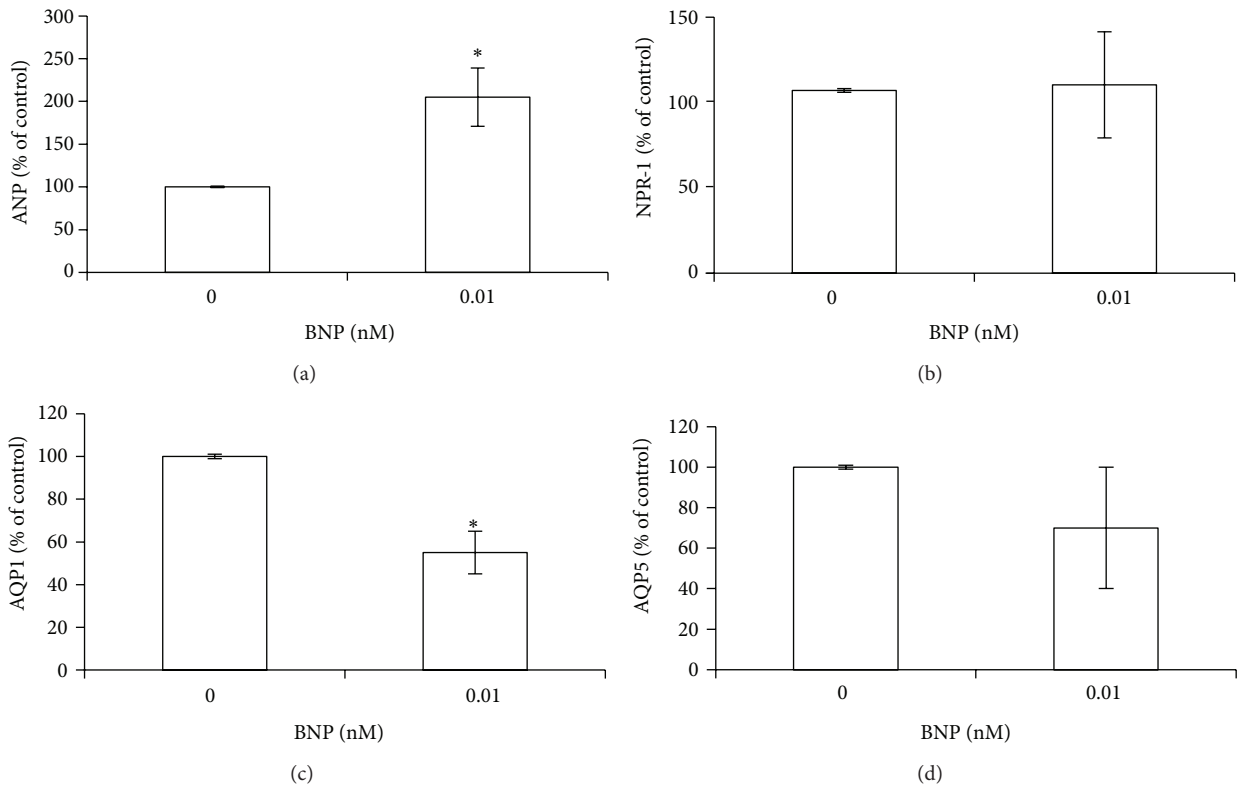 ANP (% of control)
300
250
200
150
100
50
0
*
0
0.01
BNP (nM)
(a)
NPR-1 (% of control)
150
100
50
0
0
0.01
BNP (nM)
(b)
AQP1 (% of control)
120
100
80
60
40
20
0
*
0
0.01
BNP (nM)
(c)
AQP5 (% of control)
120
100
80
60
40
20
0
0
0.01
BNP (nM)
(d)